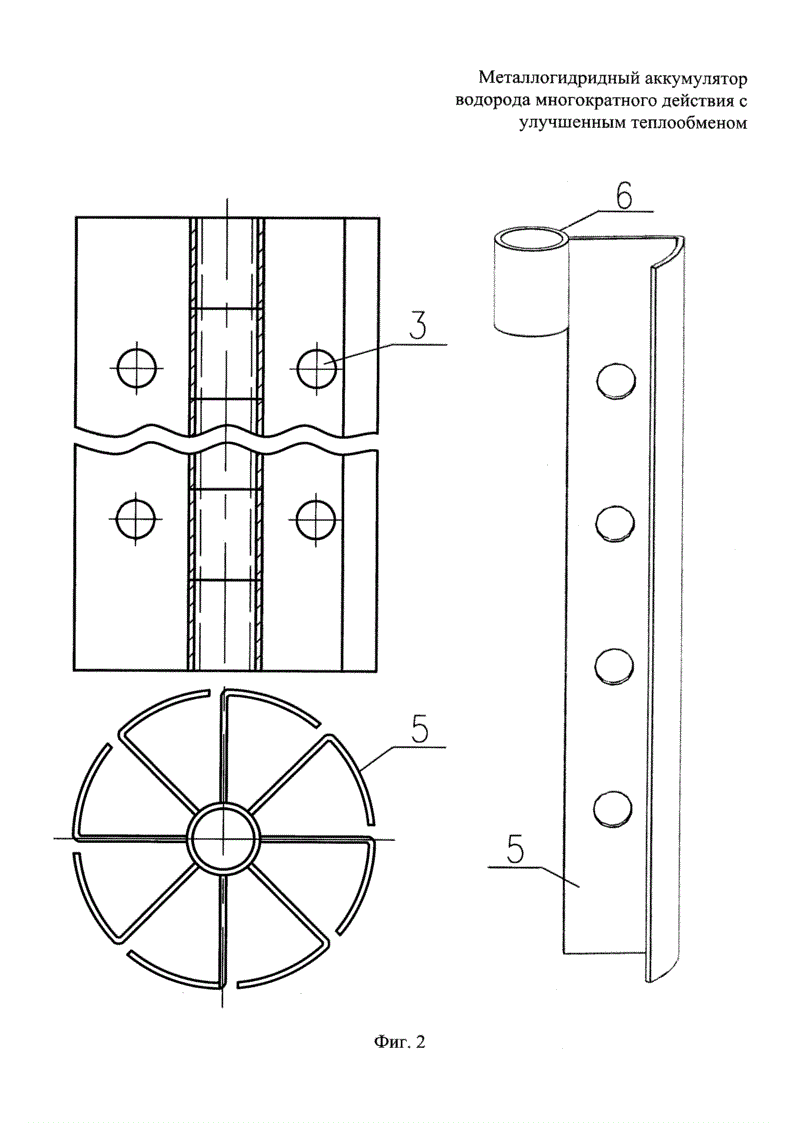 Металлогидридный аккумулятор
водорода многократного действия с
улучшенным теплообменом
6
3
5
5
Фиг. 2